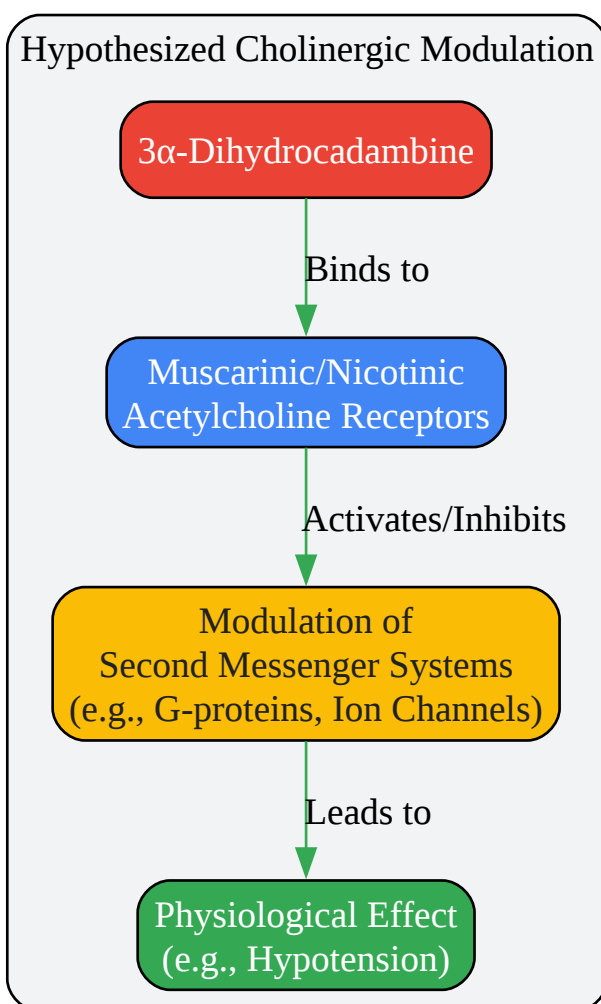 Hypothesized Cholinergic Modulation
3α-Dihydrocadambine
Binds to
Muscarinic/Nicotinic
Acetylcholine Receptors
Activates/Inhibits
Modulation of
Second Messenger Systems
(e.g., G-proteins, Ion Channels)
Leads to
Physiological Effect
(e.g., Hypotension)